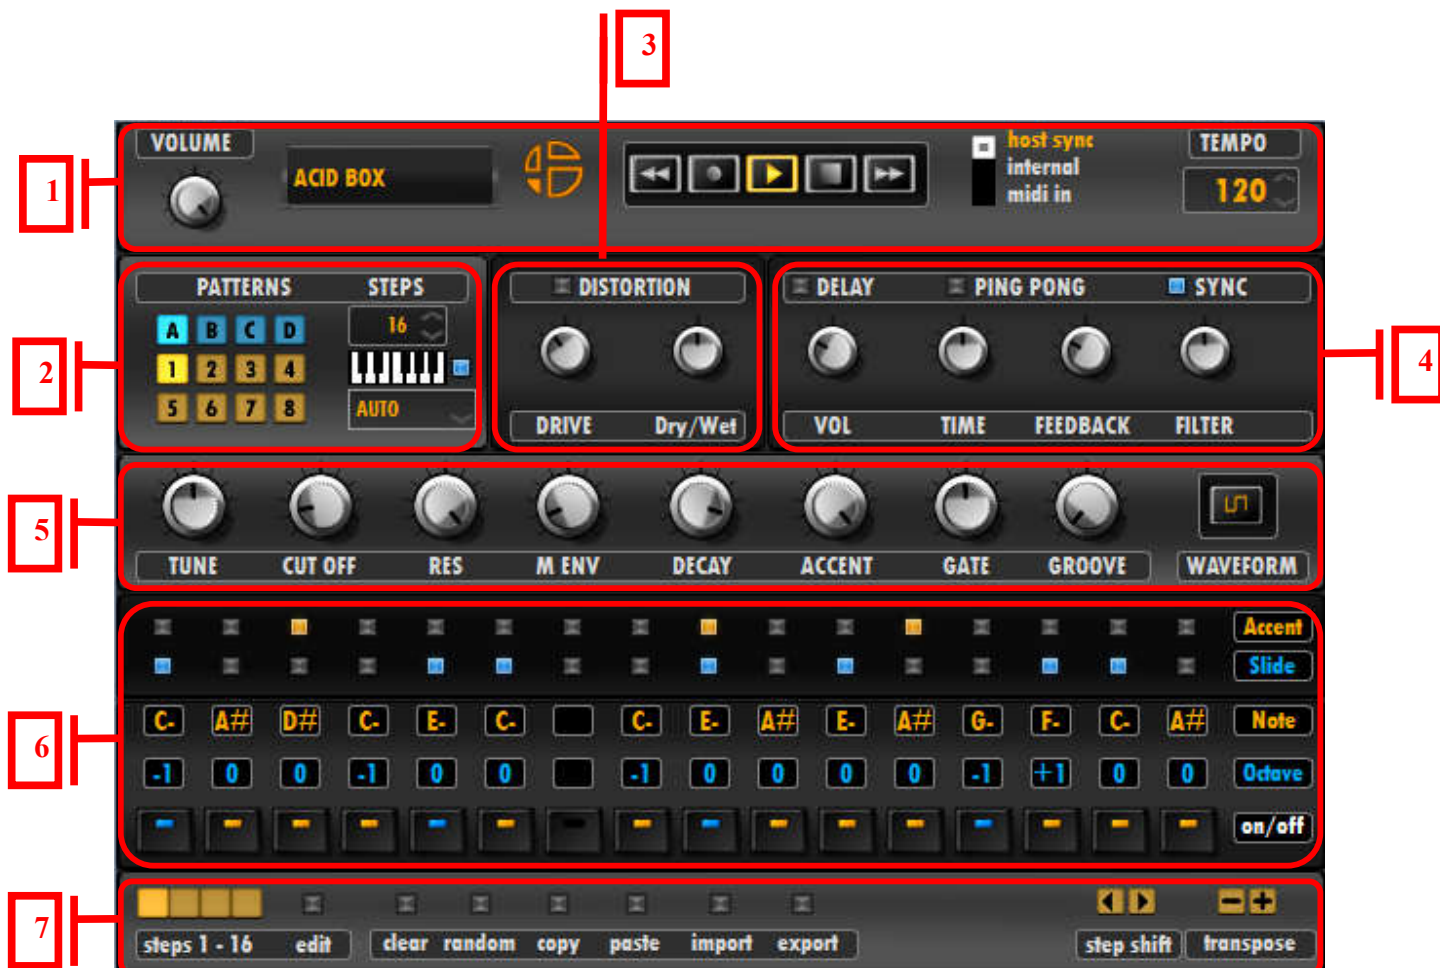 3
VOLUME
ACID BOX
host sync
internal
midi in
TEMPO
120
1
PATTERNS STEPS
A B C D
16
1 2 3 4
5 6 7 8
AUTO
2
DISTORTION
DRIVE Dry/Wet
DELAY PING PONG SYNC
VOL TIME FEEDBACK FILTER
4
TUNE CUT OFF RES M ENV DECAY ACCENT GATE GROOVE WAVEFORM
5
Accent
Slide
C- A# D# C- E- C- C- E- A# E- A# G- F- C- A# Note
6
-1 0 0 -1 0 0 -1 0 0 0 0 -1 +1 0 0 Octave
on/off
7
steps 1 - 16 edit clear random copy paste import export step shift transpose